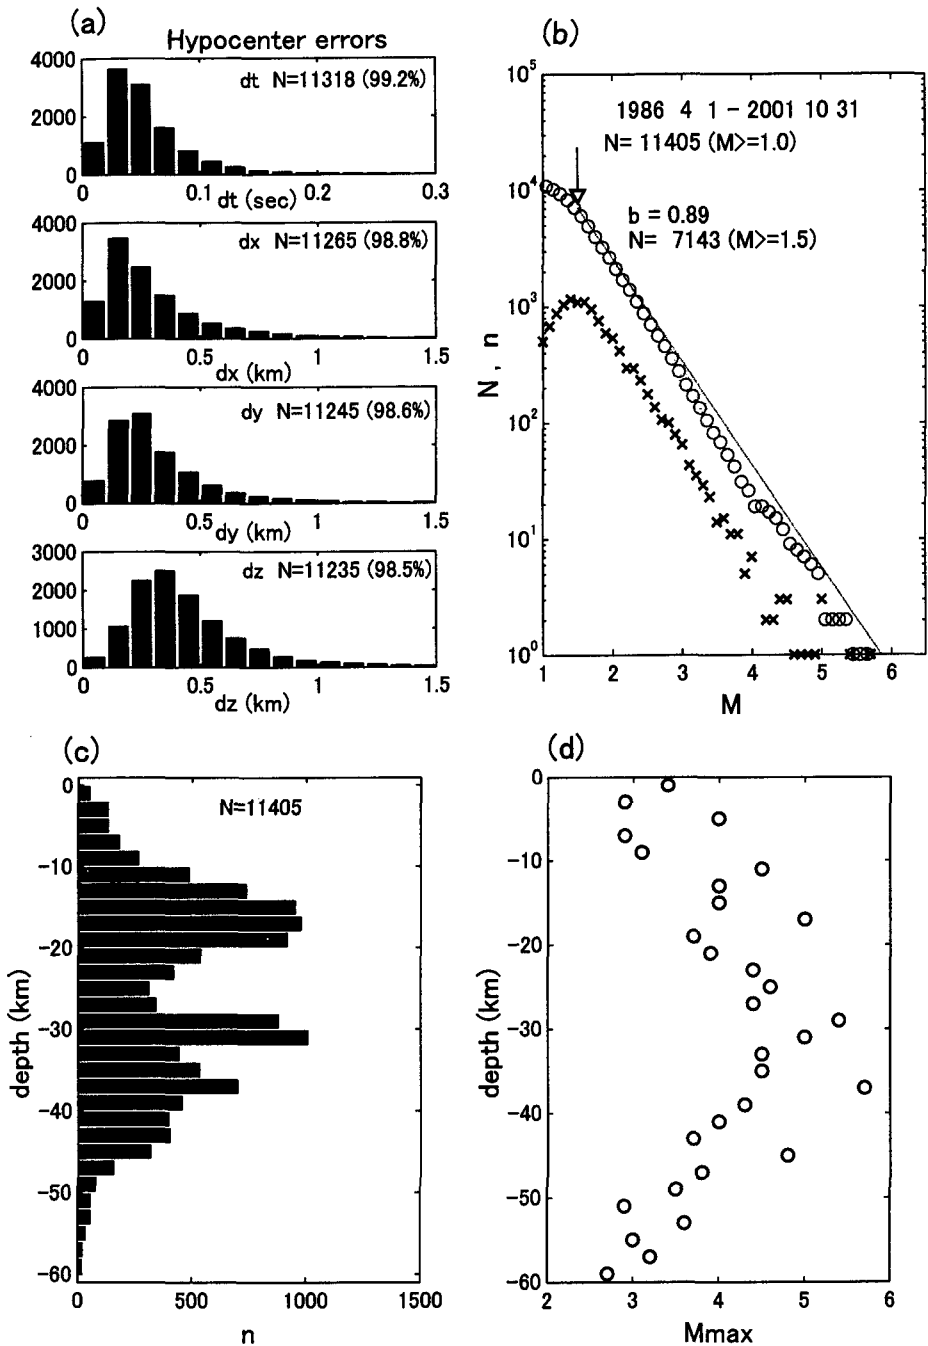 (a)
Hypocenter errors
4000
2000
0
dt N=11318 (99.2%)
0 0.1 0.2 0.3
dt (sec)
4000
2000
0
dx N=11265 (98.8%)
0 0.5 1 1.5
dx (km)
4000
2000
0
dy N=11245 (98.6%)
0 0.5 1 1.5
dy (km)
3000
2000
1000
0
dz N=11235 (98.5%)
0 0.5 1 1.5
dz (km)
(b)
10^5
10^4
10^3
10^2
10^1
10^0
N , n
1986 4 1 - 2001 10 31
N= 11405 (M>=1.0)
b = 0.89
N= 7143 (M>=1.5)
1 2 3 4 5 6
M
(c)
0
-10
-20
-30
-40
-50
-60
depth (km)
N=11405
0 500 1000 1500
n
(d)
0
-10
-20
-30
-40
-50
-60
depth (km)
2 3 4 5 6
Mmax